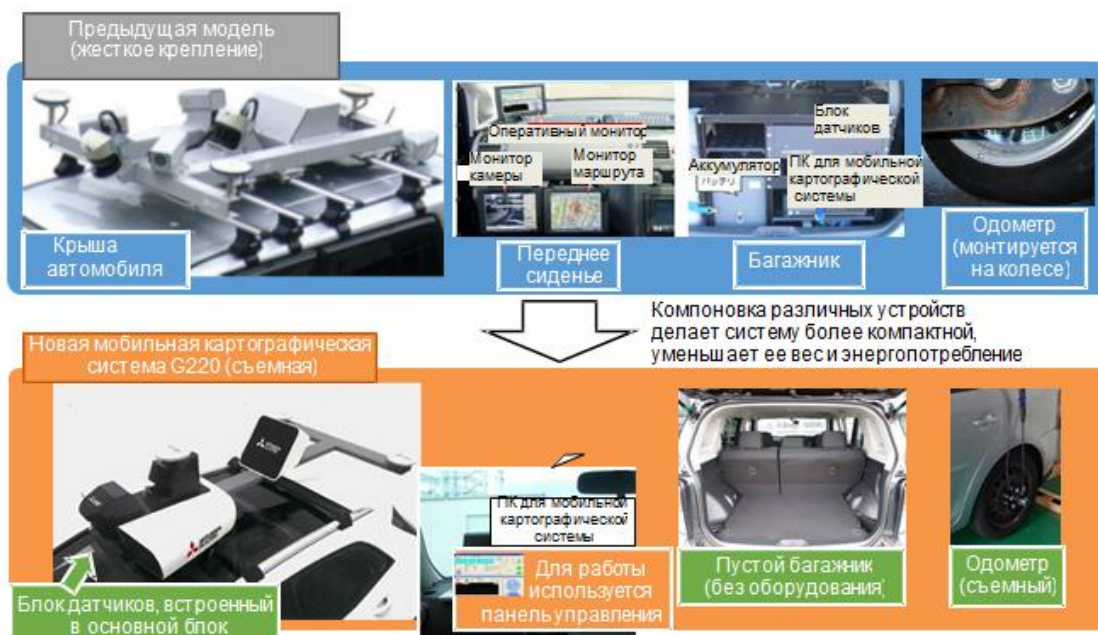 Предыдущая модель
(жесткое крепление)
Оперативный монитор
Монитор
камеры
Монитор
маршрута
Блок
датчиков
Аккумулятор
ПК для мобильной
картографической
системы
Крыша
автомобиля
Переднее
сиденье
Багажник
Одометр
(монтируется
на колесе)
Компоновка различных устройств
делает систему более компактной,
уменьшает ее вес и энергопотребление
Новая мобильная картографическая
система G220 (съемная)
ПК для мобильной
картографической
системы
Блок датчиков, встроенный
в основной блок
Для работы
используется
панель управления
Пустой багажник
(без оборудования)
Одометр
(съемный)